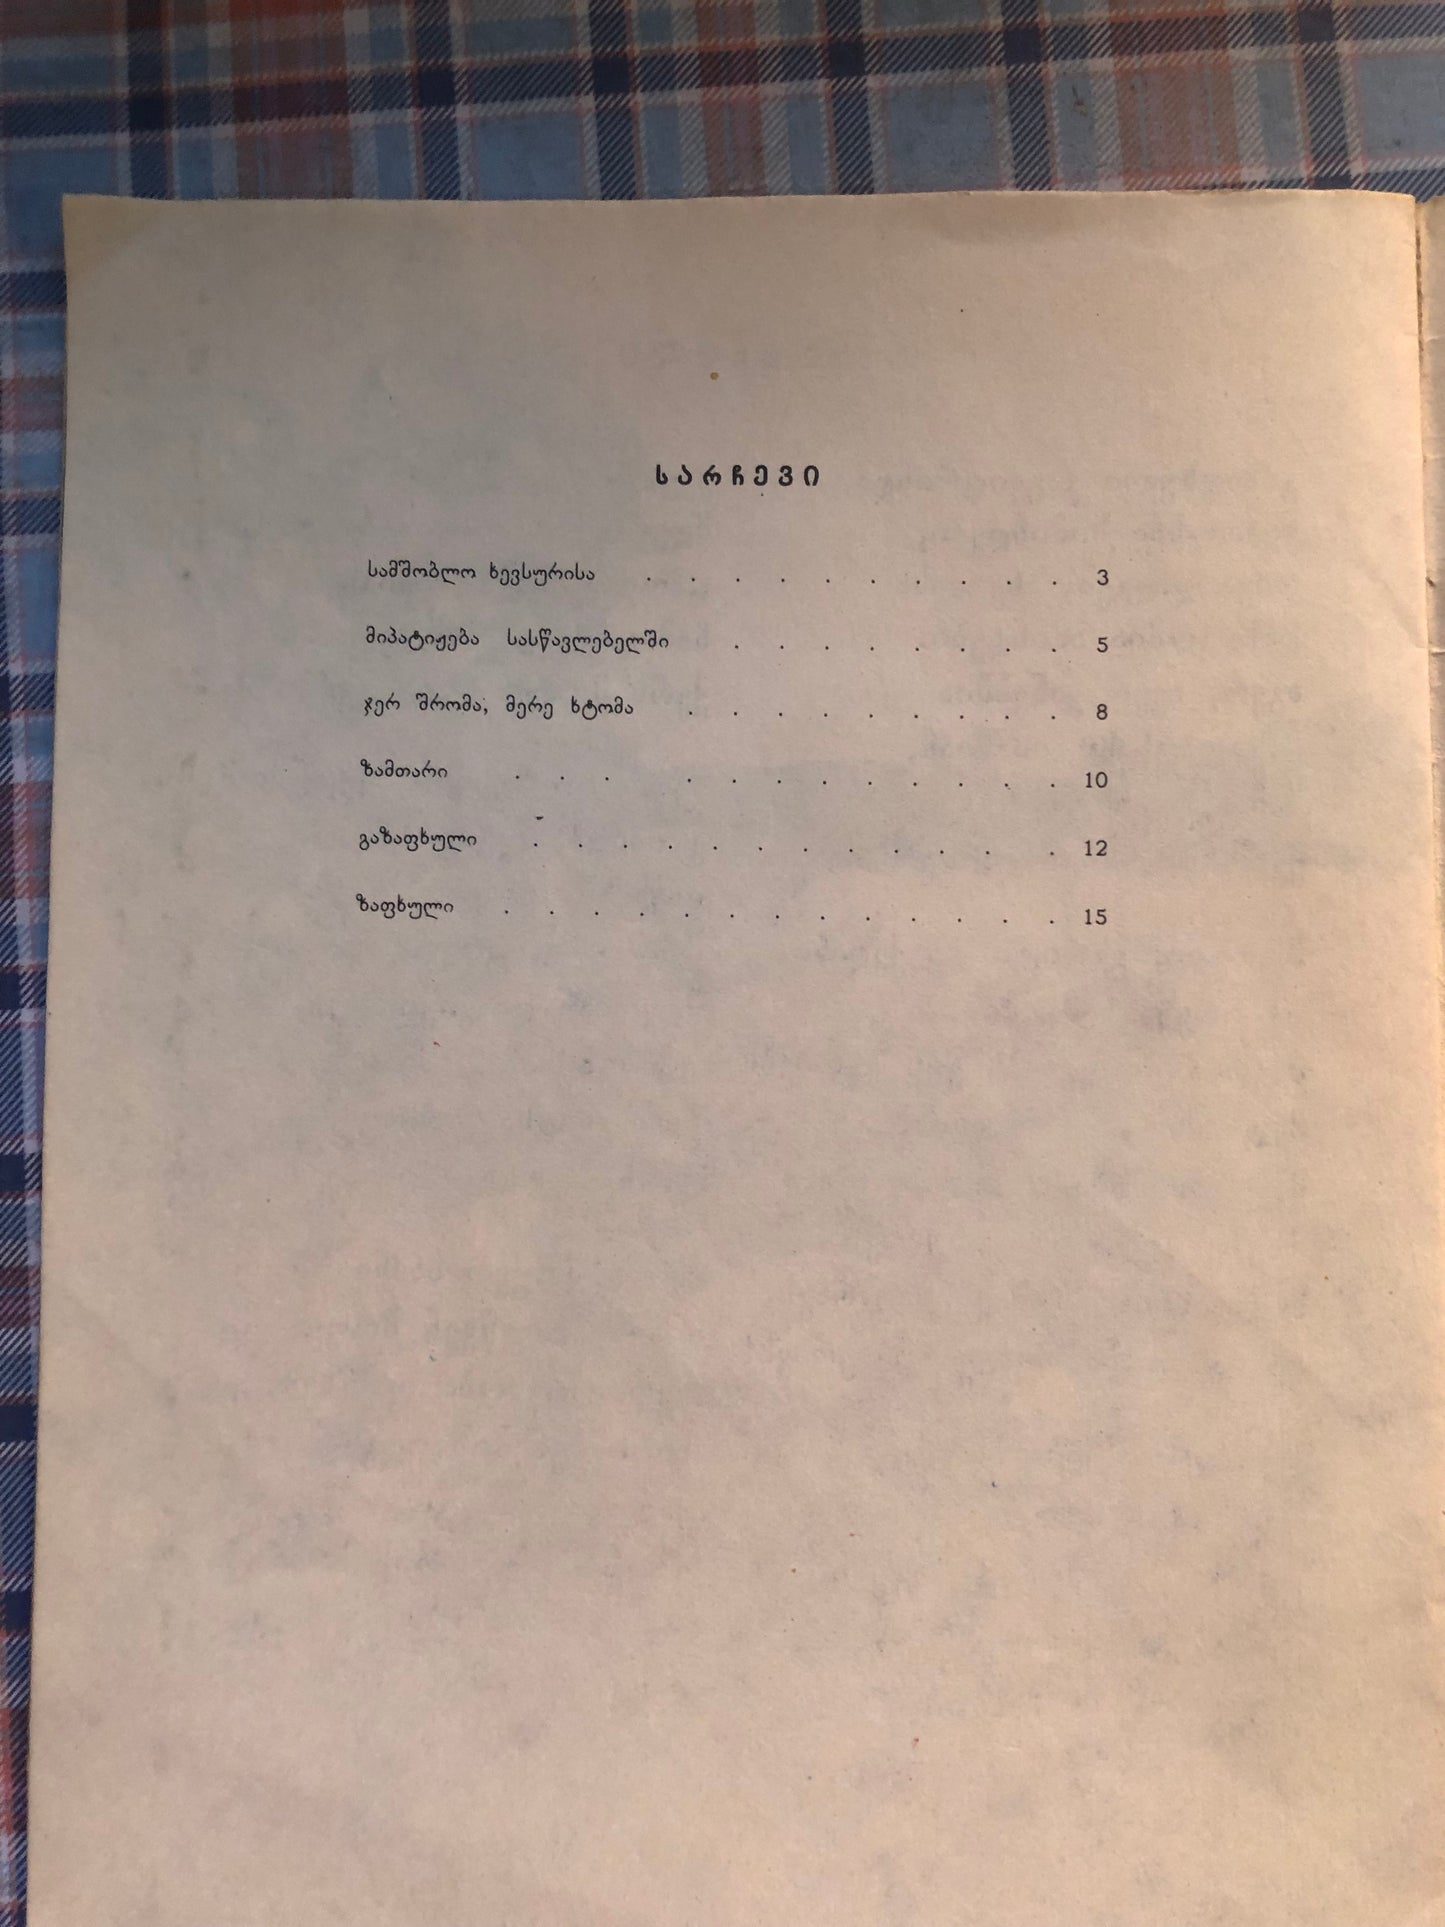 სარჩევი
სამშობლო ხევსურისა . . . . . . . . . . 3
მიპატიჟება სასწავლებელში . . . . . . . . 5
ჯერ შრომა, მერე ხტომა . . . . . . . . . 8
ზამთარი . . . . . . . . . . . . 10
გაზაფხული . . . . . . . . . . . . 12
ზაფხული . . . . . . . . . . . . . 15